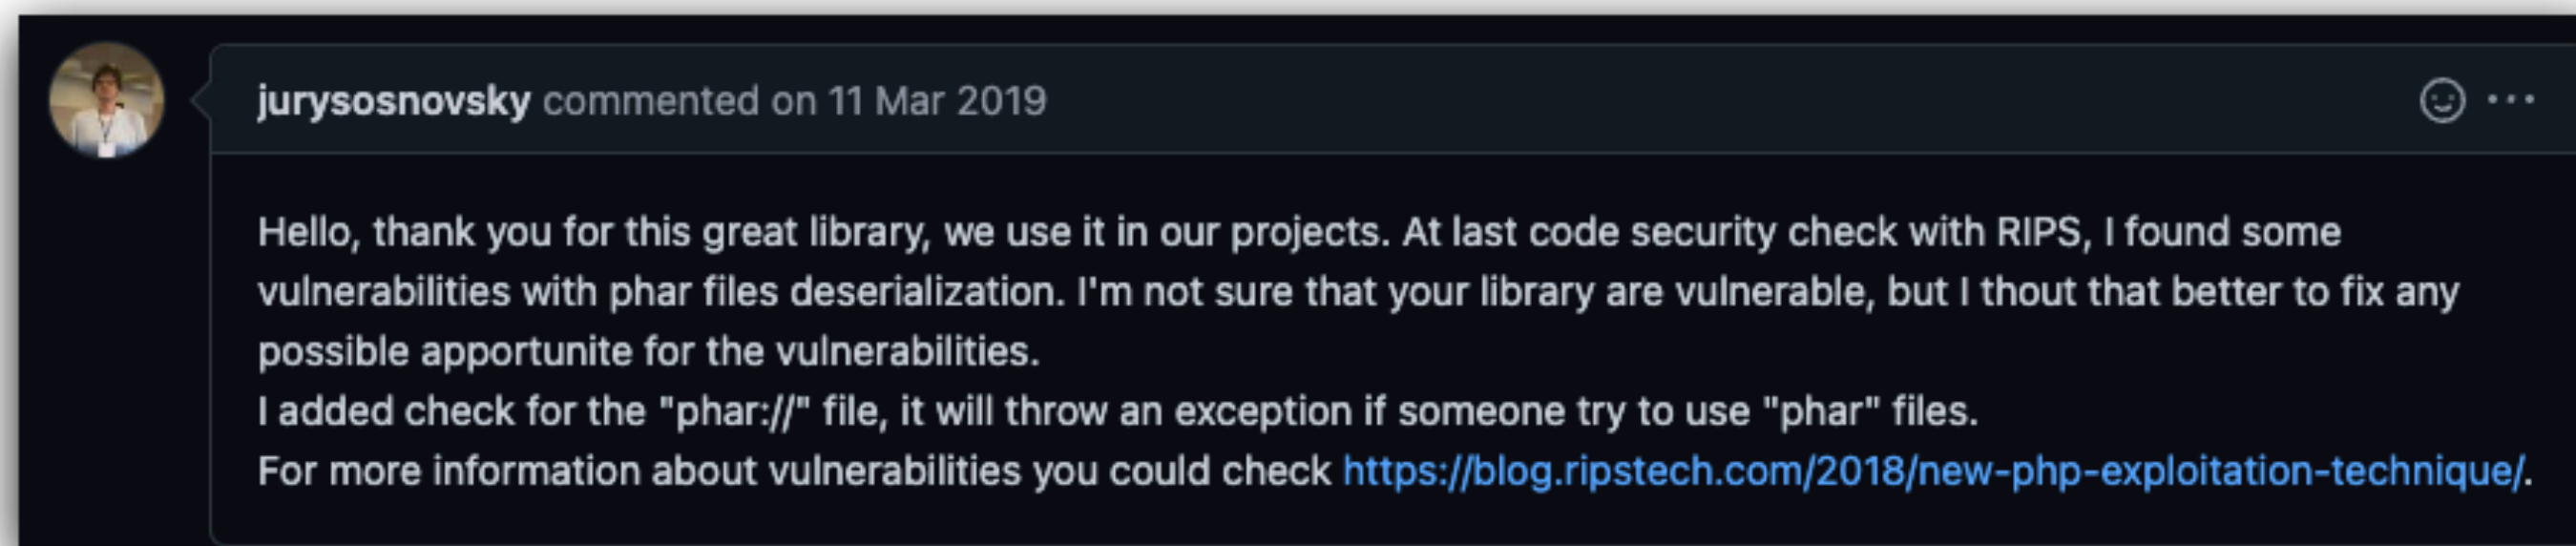 jurysosnovsky commented on 11 Mar 2019
Hello, thank you for this great library, we use it in our projects. At last code security check with RIPS, I found some
vulnerabilities with phar files deserialization. I'm not sure that your library are vulnerable, but I thout that better to fix any
possible apportunite for the vulnerabilities.
I added check for the "phar://" file, it will throw an exception if someone try to use "phar" files.
For more information about vulnerabilities you could check https://blog.ripstech.com/2018/new-php-exploitation-technique/.